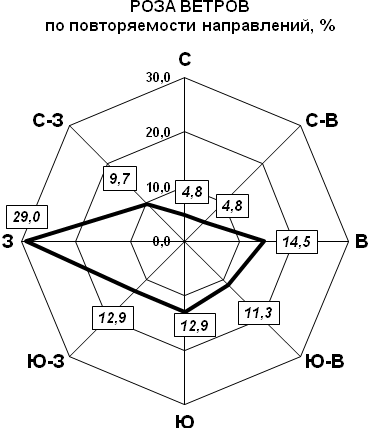 РОЗА ВЕТРОВ
по повторяемости направлений, %
С
30,0
С-З
С-В
20,0
9,7
10,0
4,8
4,8
29,0
З
0,0
14,5
В
12,9
12,9
11,3
Ю-З
Ю-В
Ю